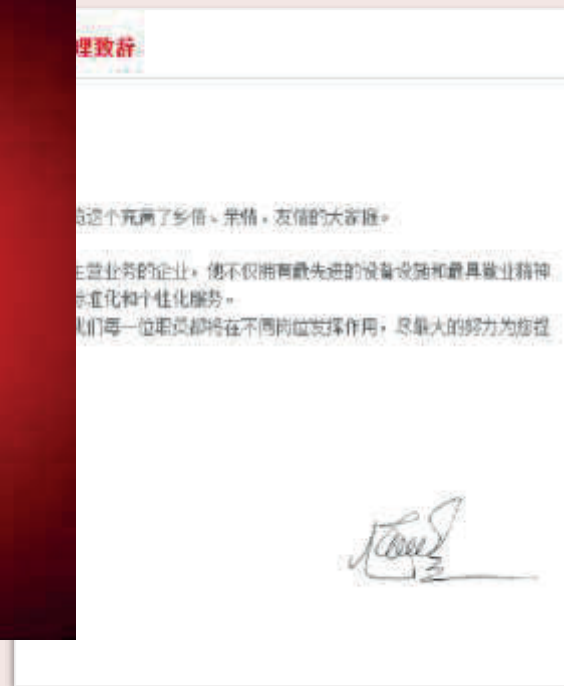 理致辞
这个充满了乡情、亲情，友情的大家庭。
主营业务的企业，他不仅拥有最先进的设备设施和最具敬业精神
标准化和个性化服务。
我们每一位职员都将在不同岗位发挥作用，尽最大的努力为您提